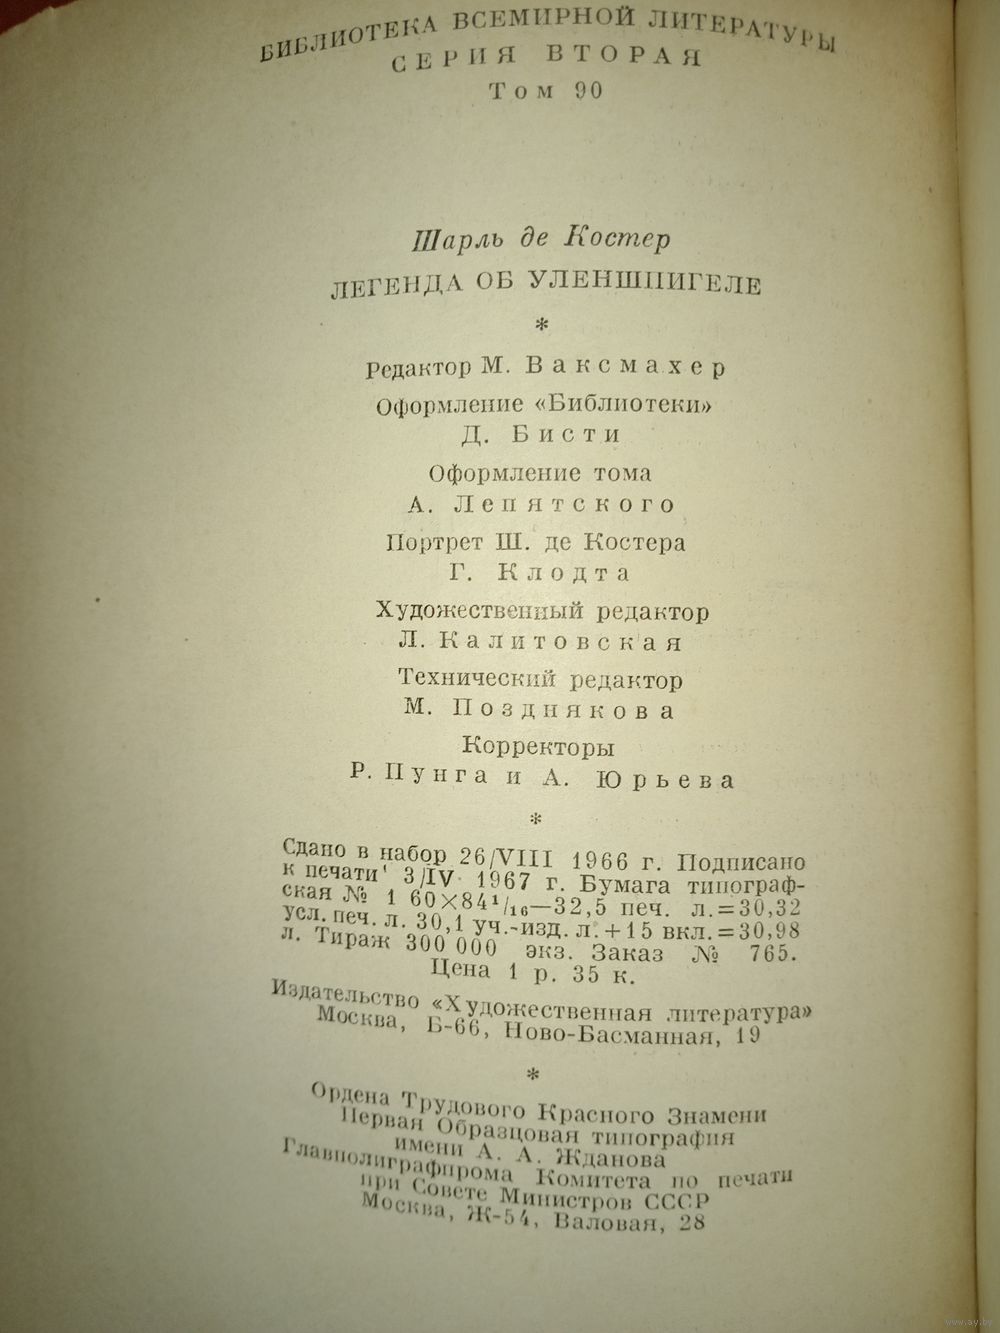 БИБЛИОТЕКА ВСЕМИРНОЙ ЛИТЕРАТУРЫ
СЕРИЯ ВТОРАЯ
Том 90
Шарль де Костер
ЛЕГЕНДА ОБ УЛЕНШПИГЕЛЕ
*
Редактор М. Ваксмахер
Оформление «Библиотеки»
Д. Бисти
Оформление тома
А. Лепятского
Портрет Ш. де Костера
Г. Клодта
Художественный редактор
Л. Калитовская
Технический редактор
М. Позднякова
Корректоры
Р. Пунга и А. Юрьева
*
Сдано в набор 26/VIII 1966 г. Подписано
к печати 3/IV 1967 г. Бумага типограф-
ская № 1 60×84¹/₁₆—32,5 печ. л.=30,32
усл. печ. л. 30,1 уч.-изд. л.+15 вкл.=30,98
л. Тираж 300 000 экз. Заказ № 765.
Цена 1 р. 35 к.
Издательство «Художественная литература»
Москва, Б-66, Ново-Басманная, 19
*
Ордена Трудового Красного Знамени
Первая Образцовая типография
имени А. А. Жданова
Главполиграфпрома Комитета по печати
при Совете Министров СССР
Москва, Ж-54, Валовая, 28
www.ay.by